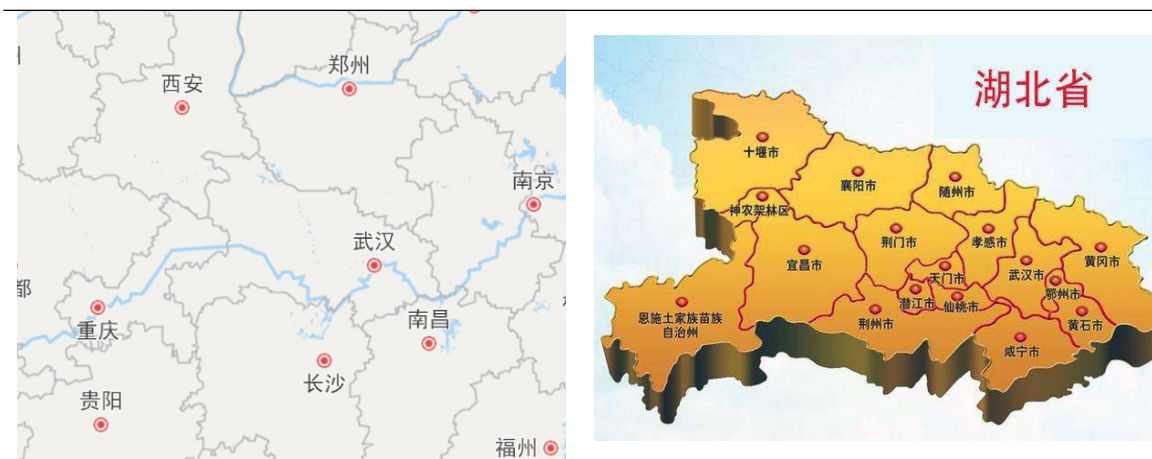 郑州
西安
南京
武汉
都
重庆
南昌
长沙
贵阳
福州
湖北省
十堰市
襄阳市
随州市
神农架林区
荆门市
孝感市
宜昌市
天门市
武汉市
黄冈市
潜江市
仙桃市
鄂州市
恩施土家族苗族
自治州
荆州市
黄石市
咸宁市